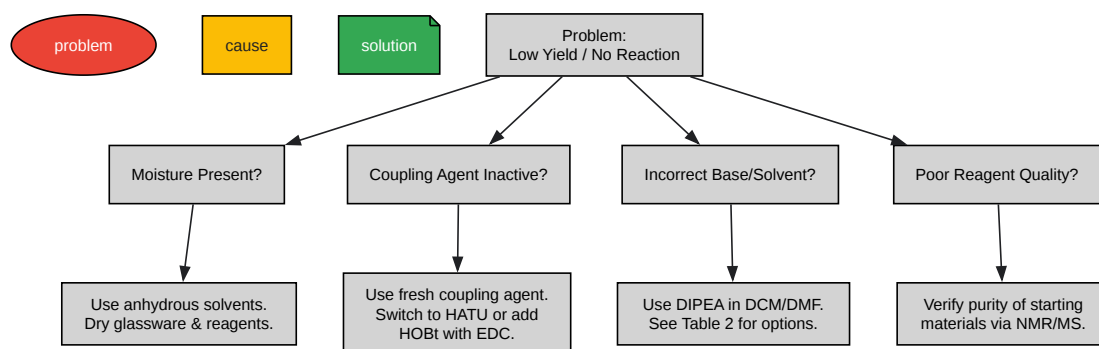 problem
cause
solution
Problem:
Low Yield / No Reaction
Moisture Present?
Coupling Agent Inactive?
Incorrect Base/Solvent?
Poor Reagent Quality?
Use anhydrous solvents.
Dry glassware & reagents.
Use fresh coupling agent.
Switch to HATU or add
HOBt with EDC.
Use DIPEA in DCM/DMF.
See Table 2 for options.
Verify purity of starting
materials via NMR/MS.